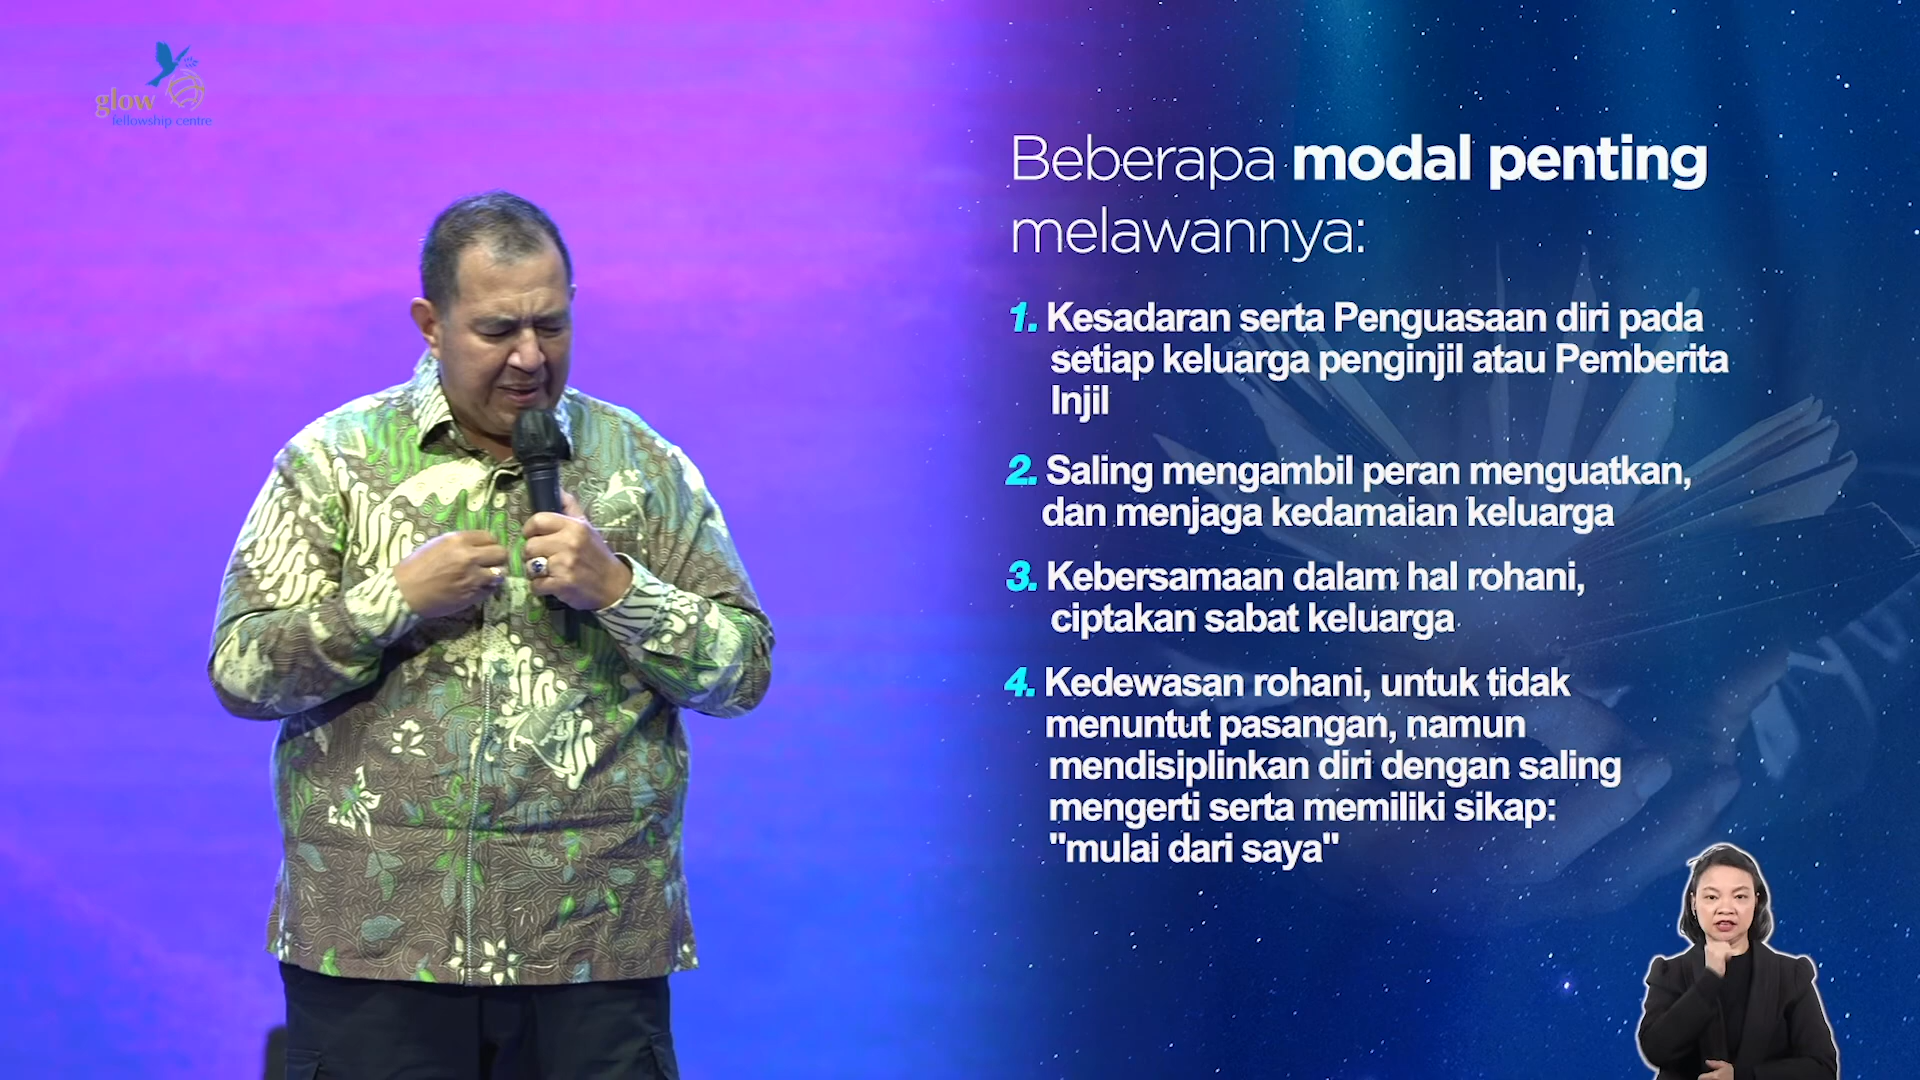 glow
fellowship centre
Beberapa modal penting
melawannya:
1. Kesadaran serta Penguasaan diri pada
setiap keluarga penginjil atau Pemberita
Injil
2. Saling mengambil peran menguatkan,
dan menjaga kedamaian keluarga
3. Kebersamaan dalam hal rohani,
ciptakan sabat keluarga
4. Kedewasan rohani, untuk tidak
menuntut pasangan, namun
mendisiplinkan diri dengan saling
mengerti serta memiliki sikap:
"mulai dari saya"